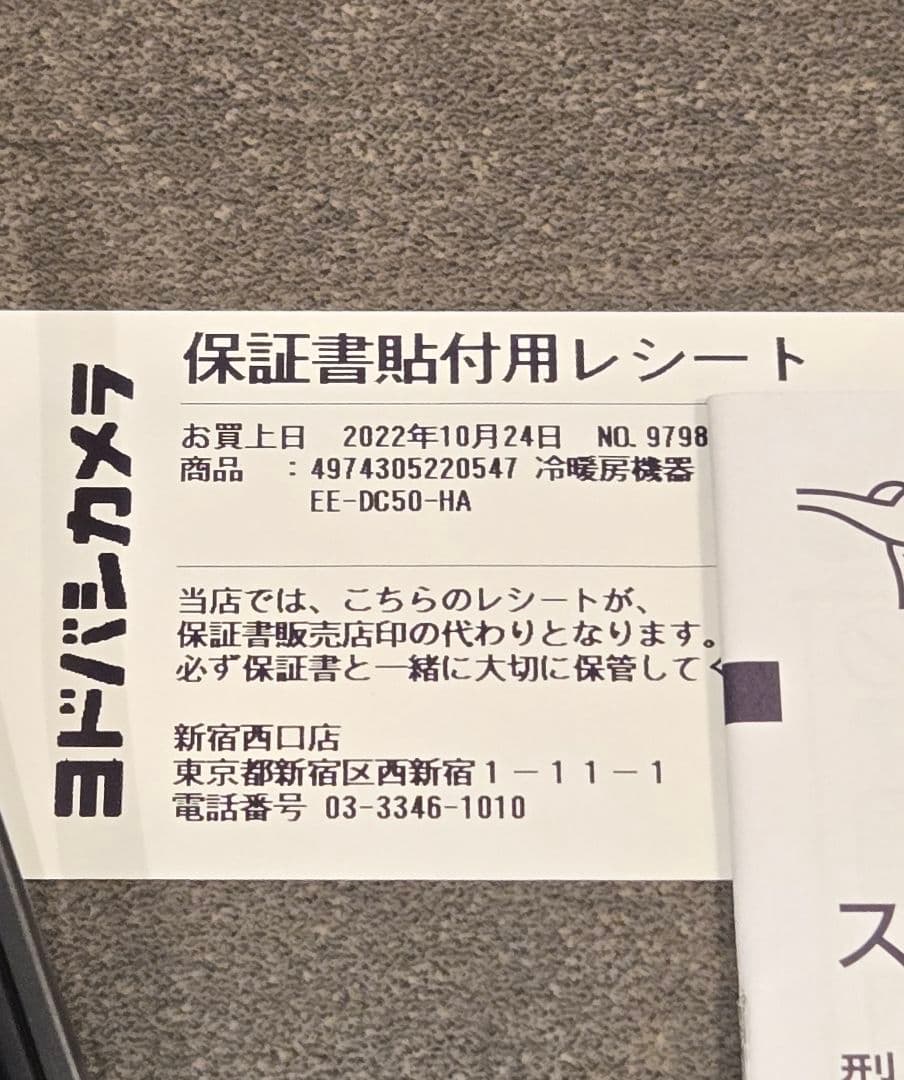 ヨドバシカメラ
保証書貼付用レシート
お買上日 2022年10月24日 NO.9798
商品 :4974305220547 冷暖房機器
EE-DC50-HA
当店では、こちらのレシートが、
保証書販売店印の代わりとなります。
必ず保証書と一緒に大切に保管してく
新宿西口店
東京都新宿区西新宿1-11-1
電話番号 03-3346-1010
ス
型